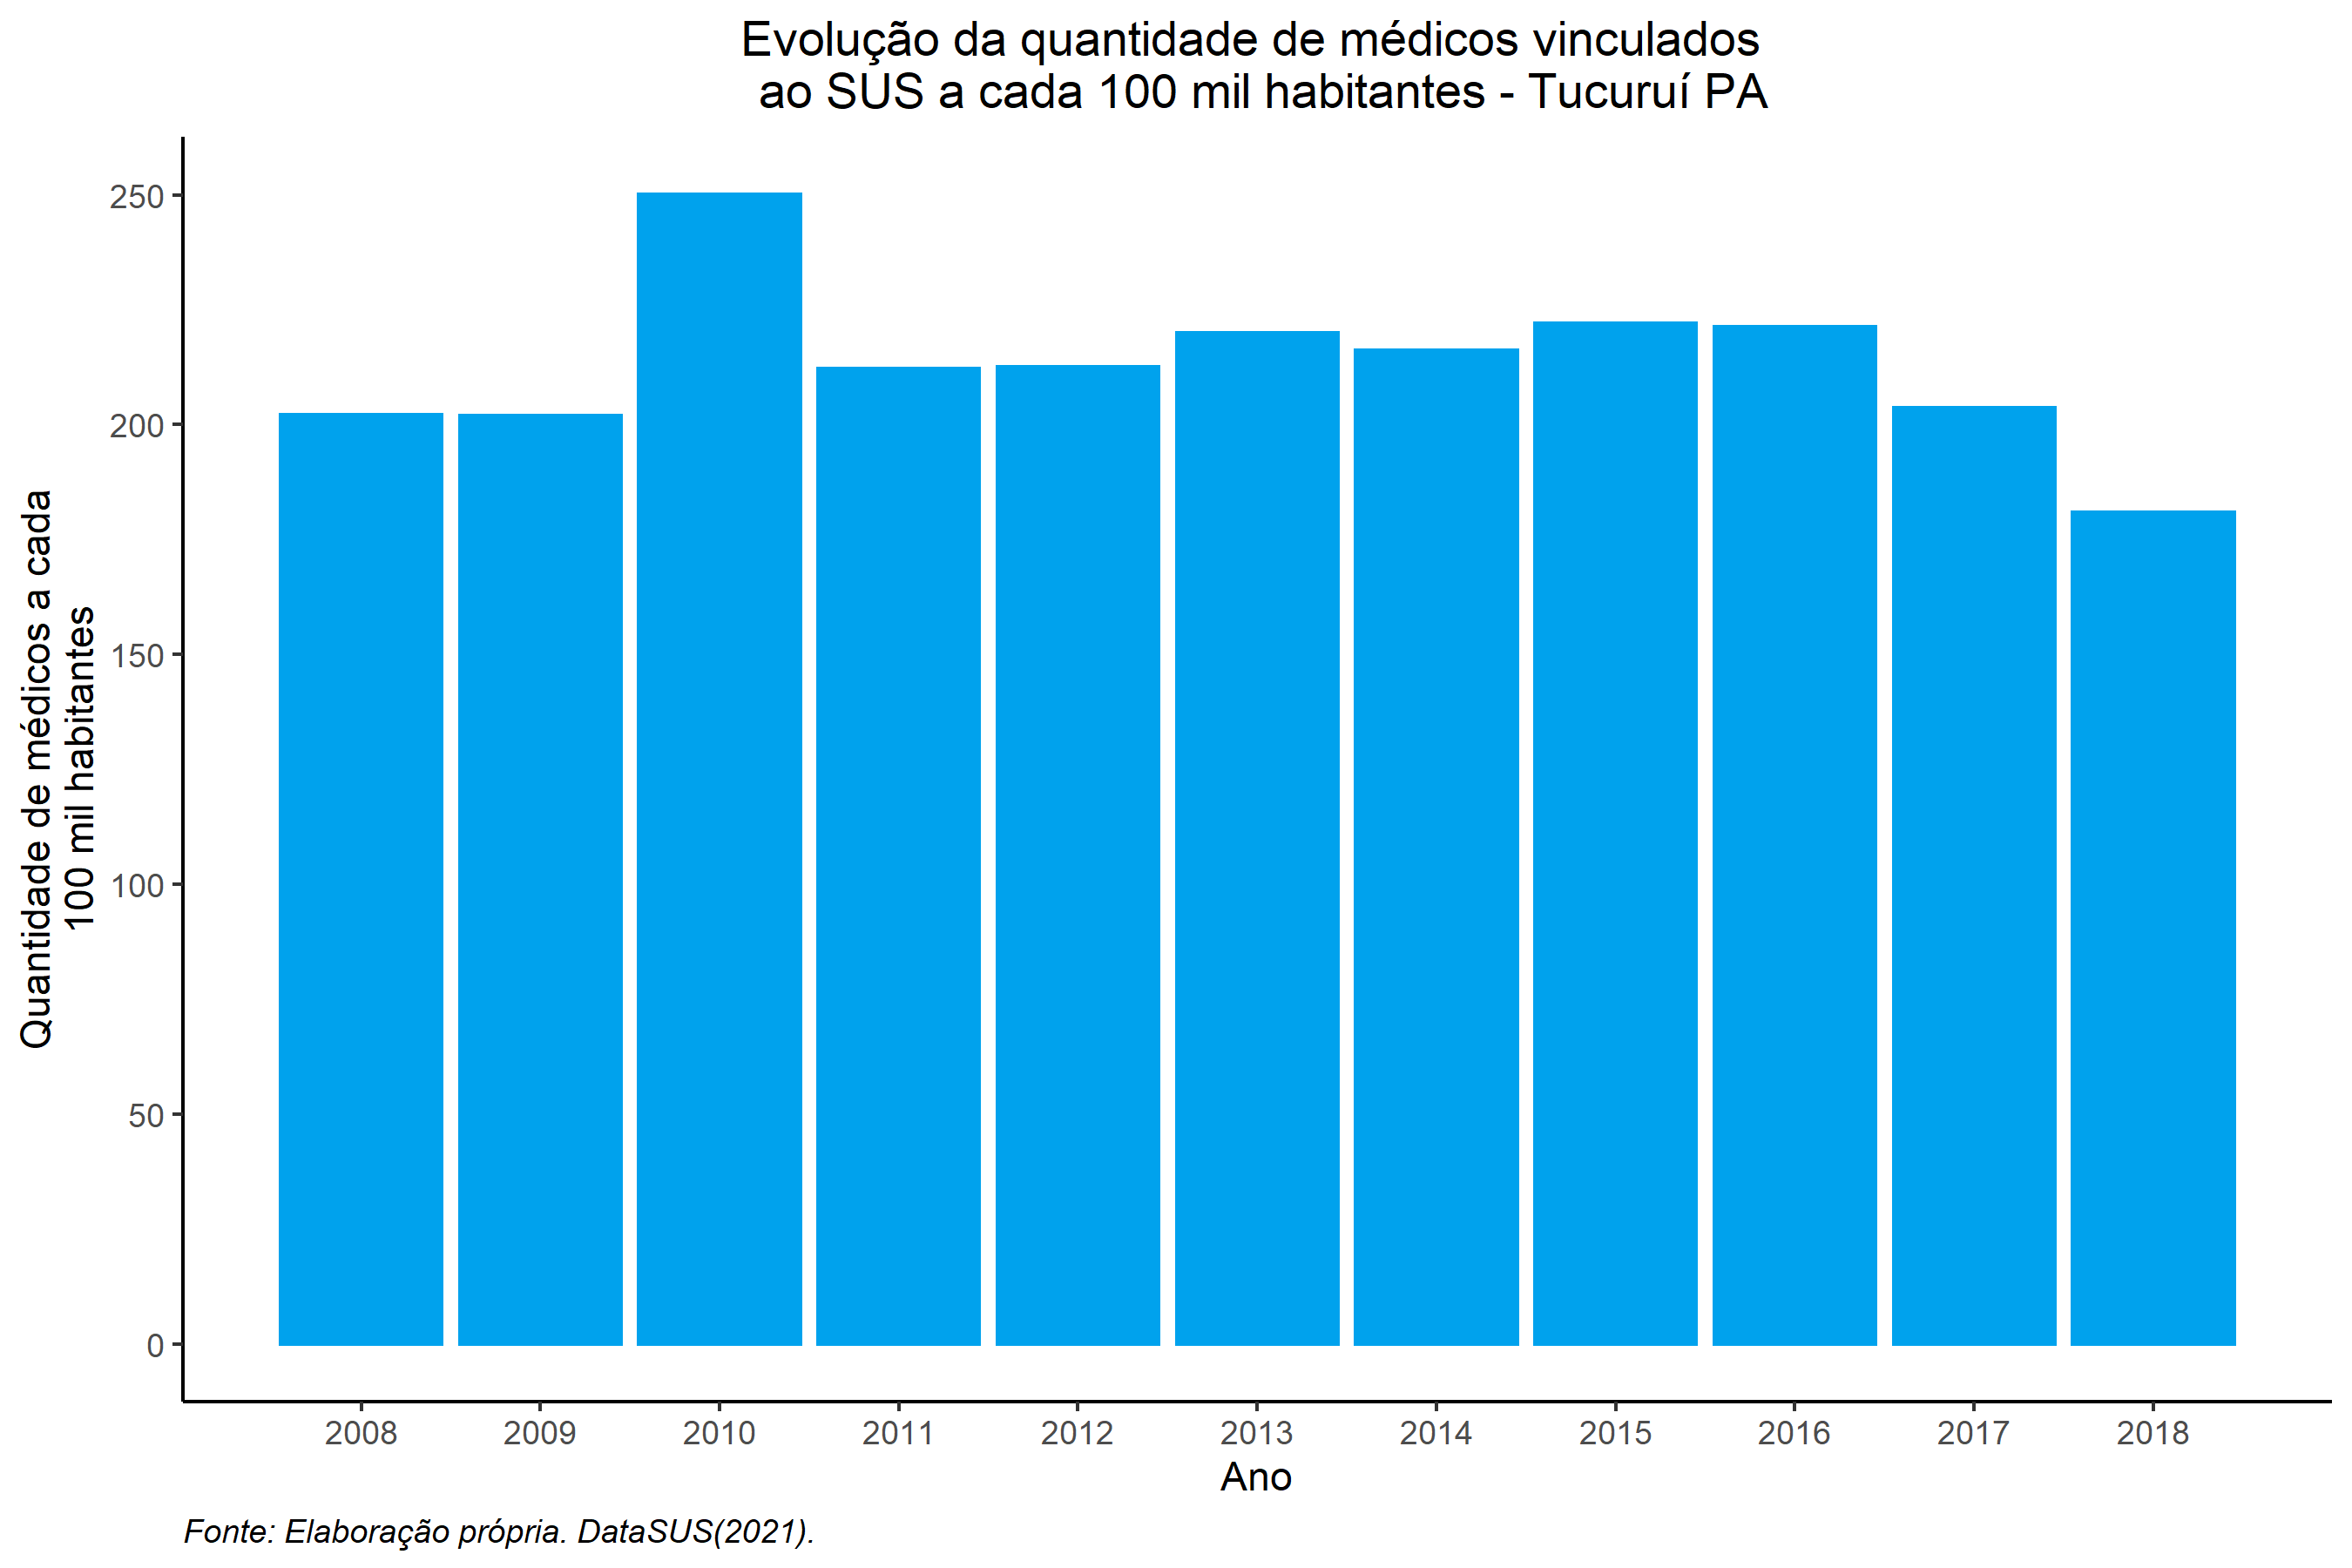 Evolução da quantidade de médicos vinculados
ao SUS a cada 100 mil habitantes - Tucuruí PA
Quantidade de médicos a cada
100 mil habitantes
250
200
150
100
50
0
2008 2009 2010 2011 2012 2013 2014 2015 2016 2017 2018
Ano
Fonte: Elaboração própria. DataSUS(2021).